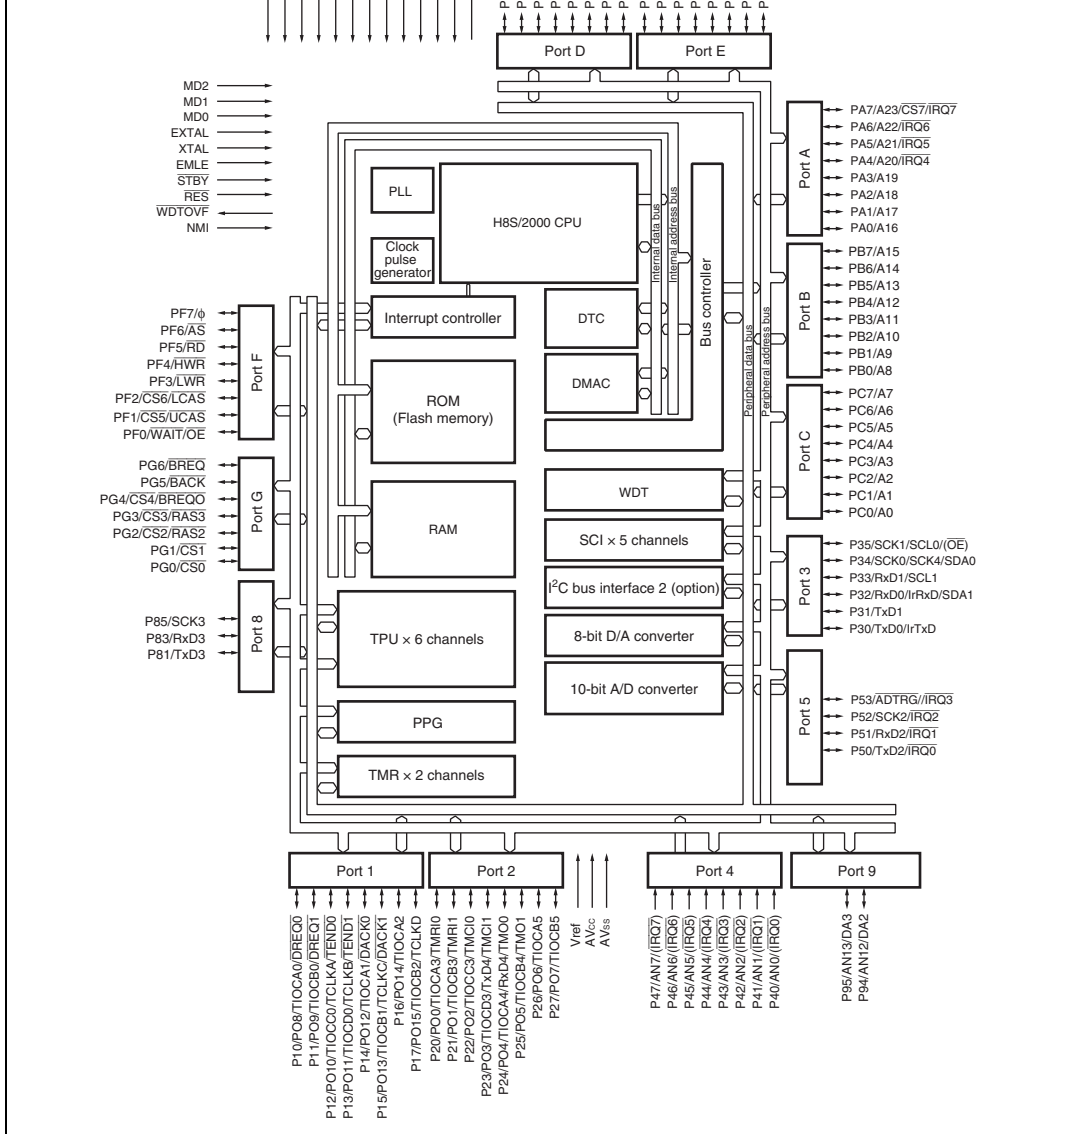 P P P P P P P P
P P P P P P P P
Port D
Port E
MD2
MD1
MD0
EXTAL
XTAL
EMLE
STBY
RES
WDTOVF
NMI
PLL
Clock
pulse
generator
H8S/2000 CPU
Interrupt controller
Internal data bus
Internal address bus
Bus controller
DTC
DMAC
ROM
(Flash memory)
RAM
Peripheral data bus
Peripheral address bus
WDT
SCI × 5 channels
I²C bus interface 2 (option)
8-bit D/A converter
10-bit A/D converter
TPU × 6 channels
PPG
TMR × 2 channels
Port F
PF7/ϕ
PF6/AS
PF5/RD
PF4/HWR
PF3/LWR
PF2/CS6/LCAS
PF1/CS5/UCAS
PF0/WAIT/OE
Port G
PG6/BREQ
PG5/BACK
PG4/CS4/BREQO
PG3/CS3/RAS3
PG2/CS2/RAS2
PG1/CS1
PG0/CS0
Port 8
P85/SCK3
P83/RxD3
P81/TxD3
Port A
PA7/A23/CS7/IRQ7
PA6/A22/IRQ6
PA5/A21/IRQ5
PA4/A20/IRQ4
PA3/A19
PA2/A18
PA1/A17
PA0/A16
Port B
PB7/A15
PB6/A14
PB5/A13
PB4/A12
PB3/A11
PB2/A10
PB1/A9
PB0/A8
Port C
PC7/A7
PC6/A6
PC5/A5
PC4/A4
PC3/A3
PC2/A2
PC1/A1
PC0/A0
Port 3
P35/SCK1/SCL0/(OE)
P34/SCK0/SCK4/SDA0
P33/RxD1/SCL1
P32/RxD0/IrRxD/SDA1
P31/TxD1
P30/TxD0/IrTxD
Port 5
P53/ADTRG//IRQ3
P52/SCK2/IRQ2
P51/RxD2/IRQ1
P50/TxD2/IRQ0
Port 1
Port 2
Port 4
Port 9
P10/PO8/TIOCA0/DREQ0
P11/PO9/TIOCB0/DREQ1
P12/PO10/TIOCC0/TCLKA/TEND0
P13/PO11/TIOCD0/TCLKB/TEND1
P14/PO12/TIOCA1/DACK0
P15/PO13/TIOCB1/TCLKC/DACK1
P16/PO14/TIOCA2
P17/PO15/TIOCB2/TCLKD
P20/PO0/TIOCA3/TMRI0
P21/PO1/TIOCB3/TMRI1
P22/PO2/TIOCC3/TMCI0
P23/PO3/TIOCD3/TxD4/TMCI1
P24/PO4/TIOCA4/RxD4/TMO0
P25/PO5/TIOCB4/TMO1
P26/PO6/TIOCA5
P27/PO7/TIOCB5
Vref
AVcc
AVss
P47/AN7/(IRQ7)
P46/AN6/(IRQ6)
P45/AN5/(IRQ5)
P44/AN4/(IRQ4)
P43/AN3/(IRQ3)
P42/AN2/(IRQ2)
P41/AN1/(IRQ1)
P40/AN0/(IRQ0)
P95/AN13/DA3
P94/AN12/DA2